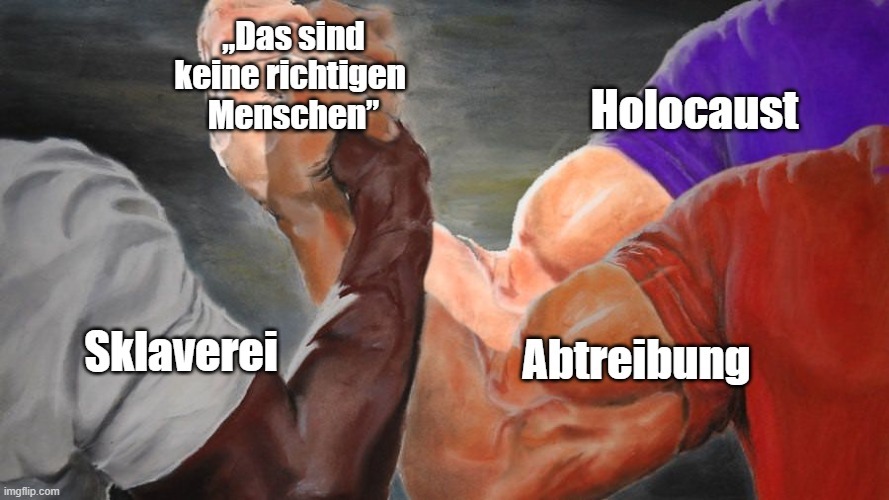 „Das sind
keine richtigen
Menschen”
Holocaust
Sklaverei
Abtreibung
imgflip.com